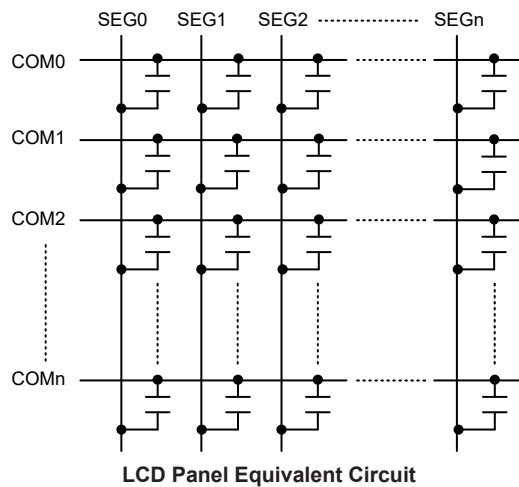 SEG0 SEG1 SEG2 SEGn
COM0
COM1
COM2
COMn
LCD Panel Equivalent Circuit